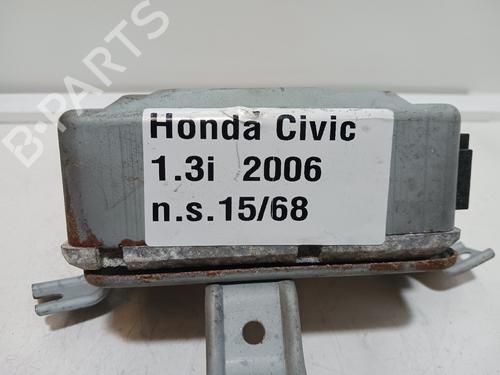 B-PARTS
Honda Civic
1.3i 2006
n.s.15/68